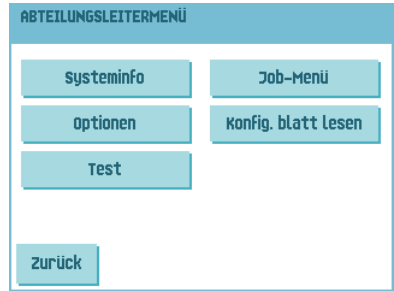 ABTEILUNGSLEITERMENÜ
Systeminfo
Job-Menü
Optionen
Konfig. blatt lesen
Test
Zurück